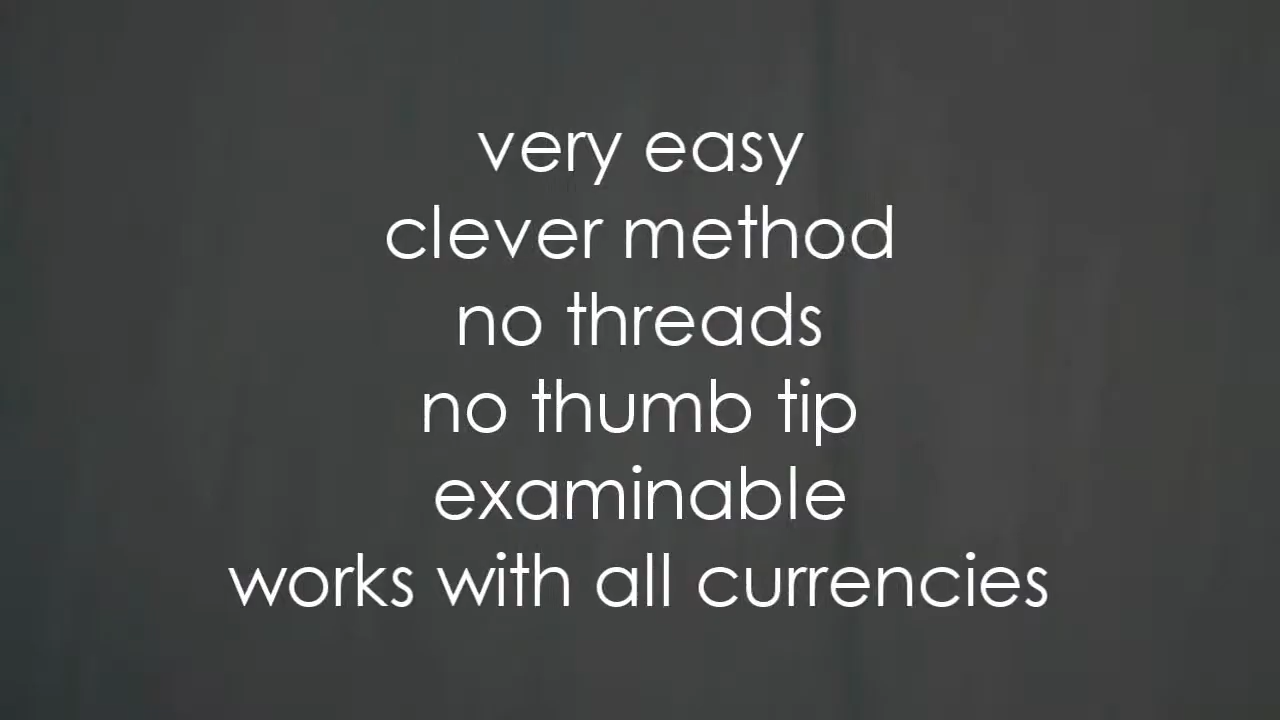 very easy
clever method
no threads
no thumb tip
examinable
works with all currencies